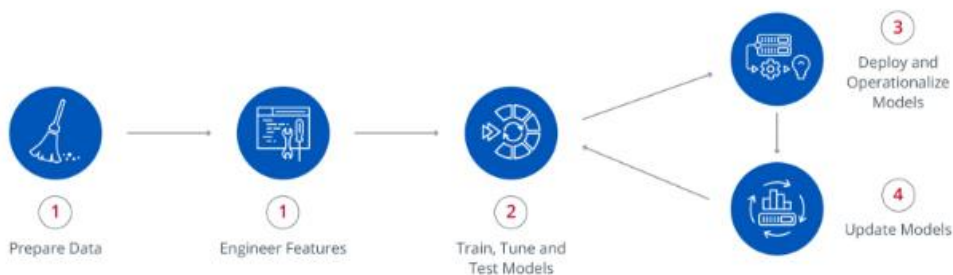 1
Prepare Data
1
Engineer Features
2
Train, Tune and
Test Models
3
Deploy and
Operationalize
Models
4
Update Models